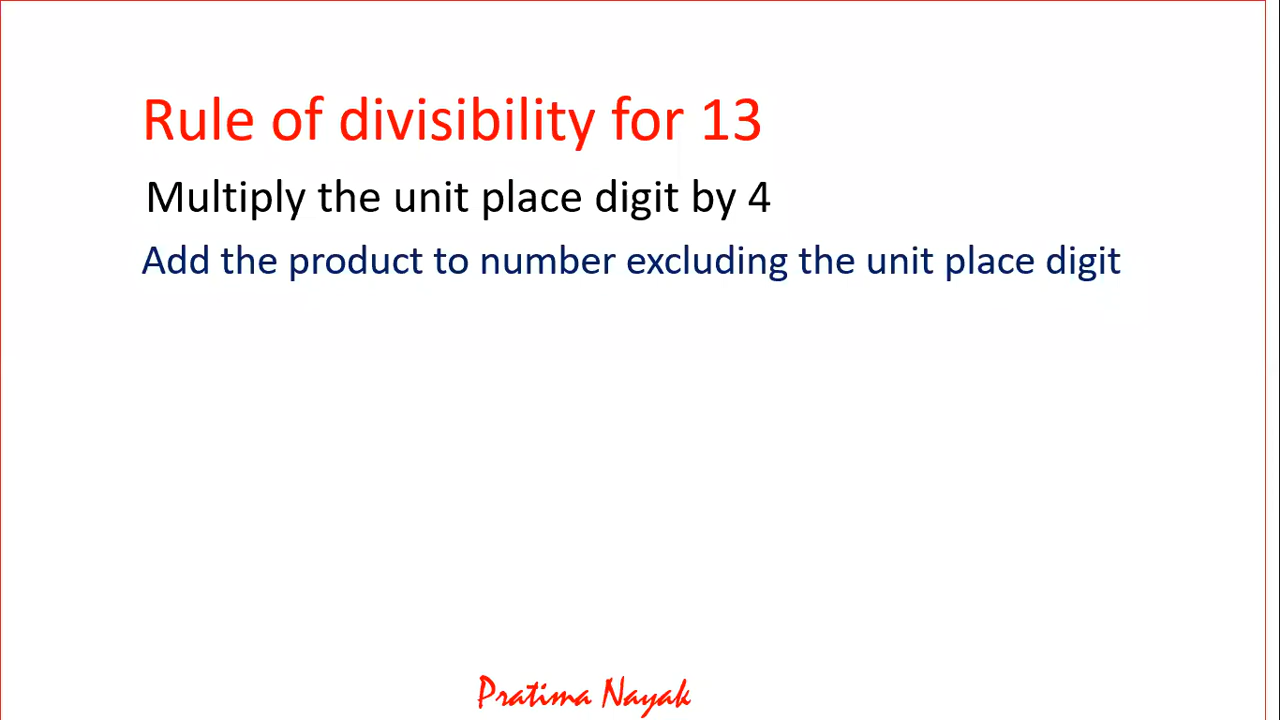 Rule of divisibility for 13
Multiply the unit place digit by 4
Add the product to number excluding the unit place digit
Pratima Nayak